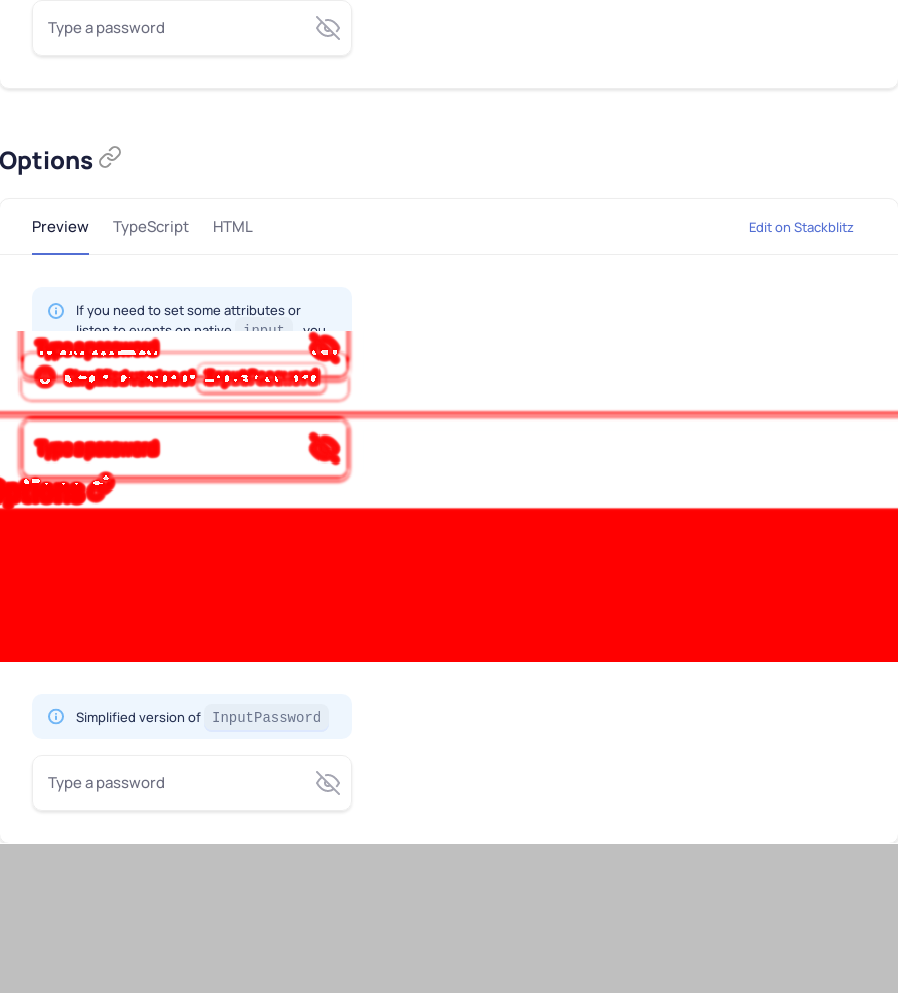 Type a password
Options
Preview TypeScript HTML Edit on Stackblitz
If you need to set some attributes or
listen to events on native input , you
Type a password
Simplified version of InputPassword
Type a password
Simplified version of InputPassword
Type a password